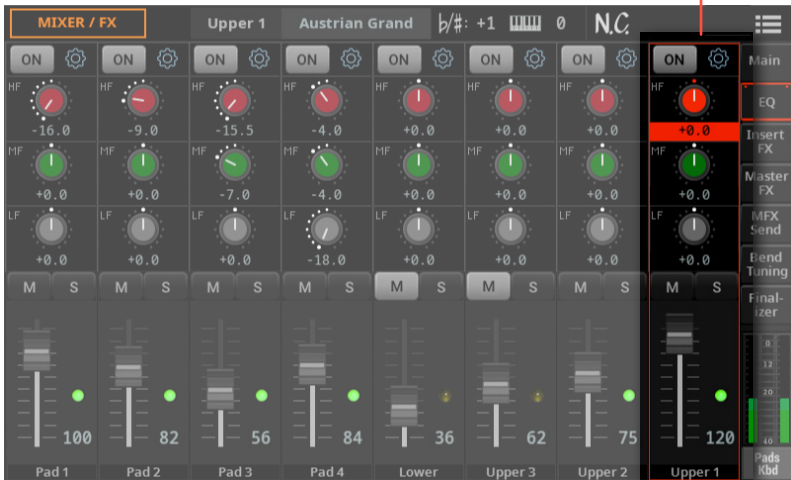 MIXER / FX Upper 1 Austrian Grand ♭/♯: +1 0 N.C.
ON ON ON ON ON ON ON ON Main
HF HF HF HF HF HF HF HF EQ
-16.0 -9.0 -15.5 -4.0 +0.0 +0.0 +0.0 +0.0
Insert
FX
MF MF MF MF MF MF MF MF
+0.0 +0.0 -7.0 -4.0 +0.0 +0.0 +0.0 +0.0
Master
FX
LF LF LF LF LF LF LF LF
+0.0 +0.0 +0.0 -18.0 +0.0 +0.0 +0.0 +0.0
MFX
Send
Bend
Tuning
M S M S M S M S M S M S M S M S
Final-
izer
0
12
20
40
100 82 56 84 36 62 75 120
Pad 1 Pad 2 Pad 3 Pad 4 Lower Upper 3 Upper 2 Upper 1
Pads
Kbd